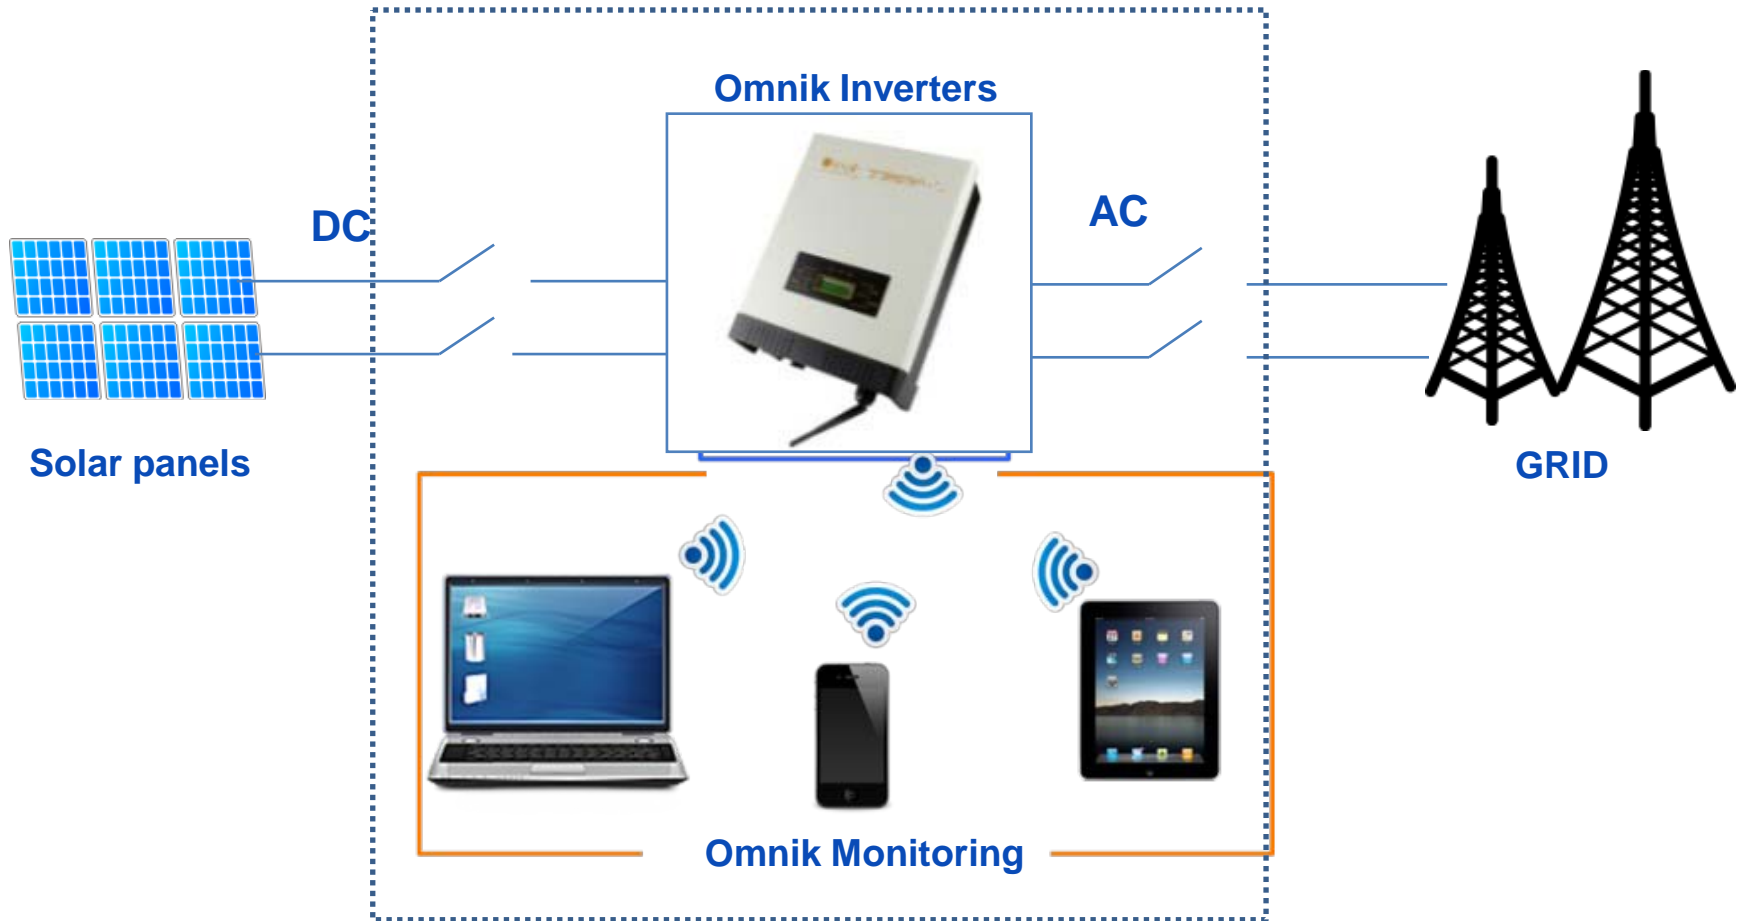 Omnik Inverters
DC
AC
Solar panels
GRID
Omnik Monitoring